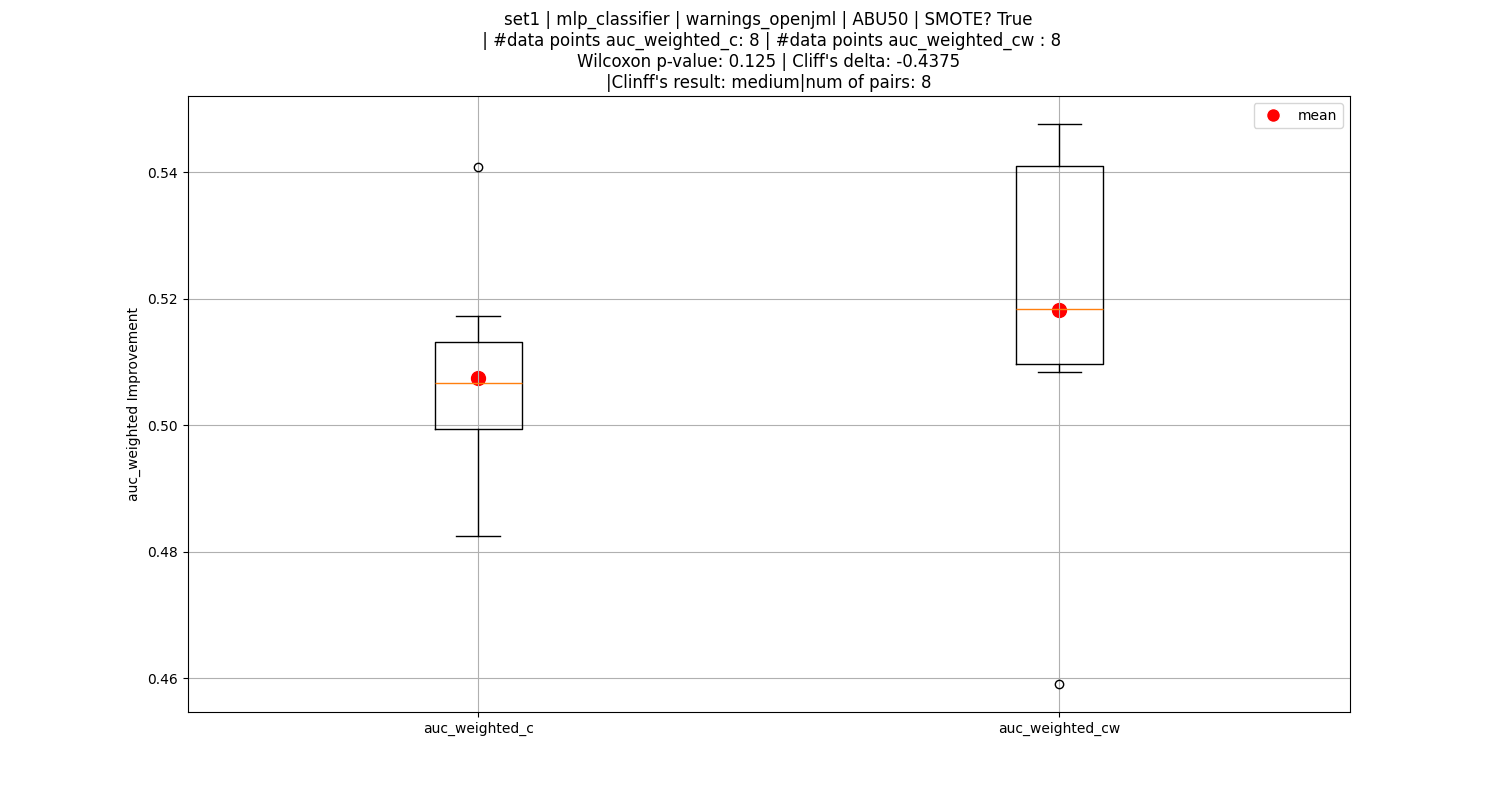 set1 | mlp_classifier | warnings_openjml | ABU50 | SMOTE? True
| #data points auc_weighted_c: 8 | #data points auc_weighted_cw : 8
Wilcoxon p-value: 0.125 | Cliff's delta: -0.4375
|Clinff's result: medium|num of pairs: 8
mean
0.54
0.52
0.50
0.48
0.46
auc_weighted Improvement
auc_weighted_c
auc_weighted_cw